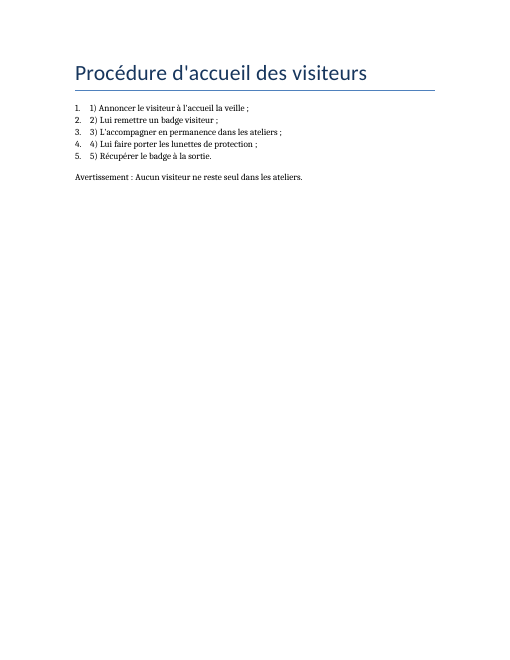 Procédure d'accueil des visiteurs
1. 1) Annoncer le visiteur à l'accueil la veille ;
2. 2) Lui remettre un badge visiteur ;
3. 3) L'accompagner en permanence dans les ateliers ;
4. 4) Lui faire porter les lunettes de protection ;
5. 5) Récupérer le badge à la sortie.
Avertissement : Aucun visiteur ne reste seul dans les ateliers.